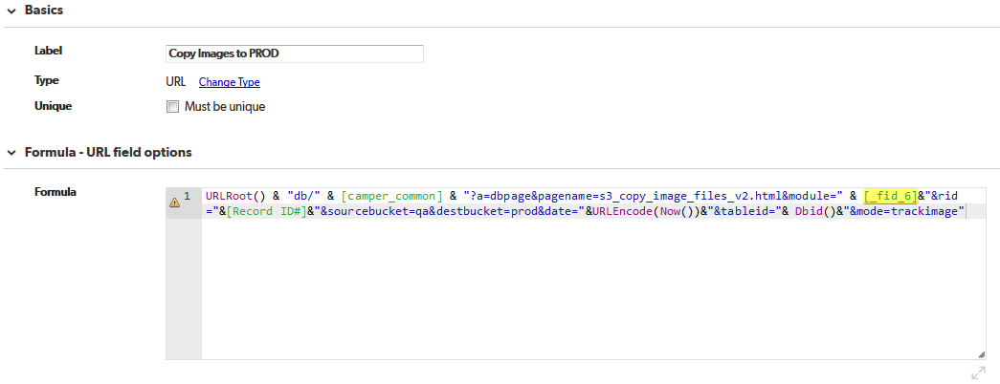 Basics
Label
Copy Images to PROD
Type
URL Change Type
Unique
Must be unique
Formula - URL field options
Formula
1 URLRoot() & "db/" & [camper_common] & "?a=dbpage&pagename=s3_copy_image_files_v2.html&module=" & [_fid_6]&"&rid
="&[Record ID#]&"&sourcebucket=qa&destbucket=prod&date="&URLEncode(Now())&"&tableid="& Dbid()&"&mode=trackimage"